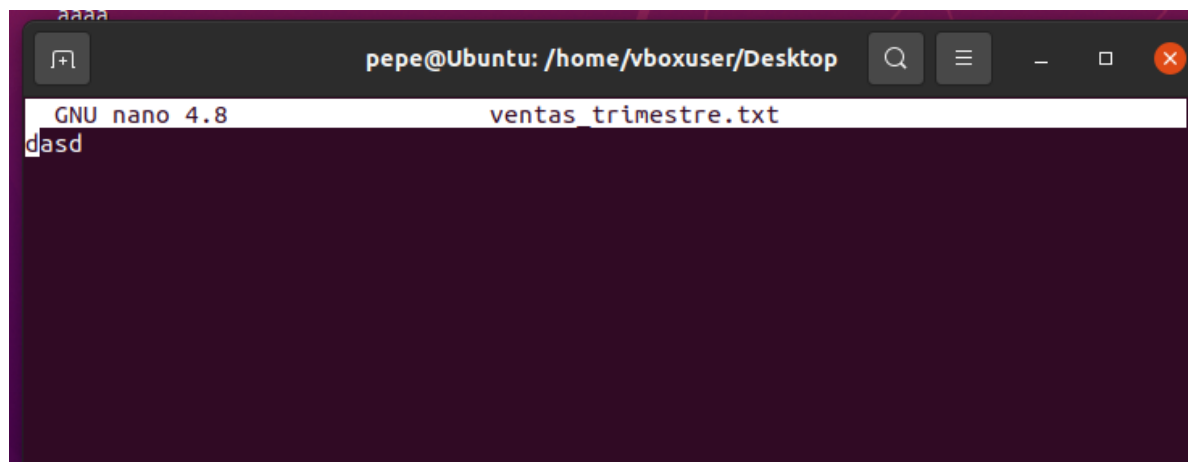 aaaa
pepe@Ubuntu: /home/vboxuser/Desktop
GNU nano 4.8 ventas_trimestre.txt
dasd